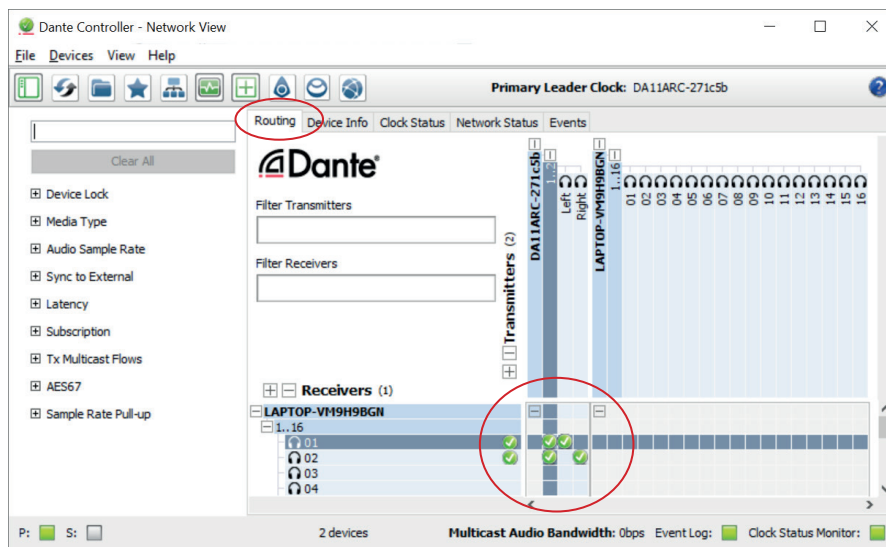 Dante Controller - Network View
File Devices View Help
Primary Leader Clock: DA11ARC-271c5b
?
Routing Device Info Clock Status Network Status Events
Clear All
Device Lock
Media Type
Audio Sample Rate
Sync to External
Latency
Subscription
Tx Multicast Flows
AES67
Sample Rate Pull-up
Dante®
Filter Transmitters
Filter Receivers
Transmitters (2)
DA11ARC-271c5b
1..2
Left
Right
LAPTOP-VM9H9BGN
1..16
01 02 03 04 05 06 07 08 09 10 11 12 13 14 15 16
Receivers (1)
LAPTOP-VM9H9BGN
1..16
01
02
03
04
P: S: 2 devices Multicast Audio Bandwidth: 0bps Event Log: Clock Status Monitor: